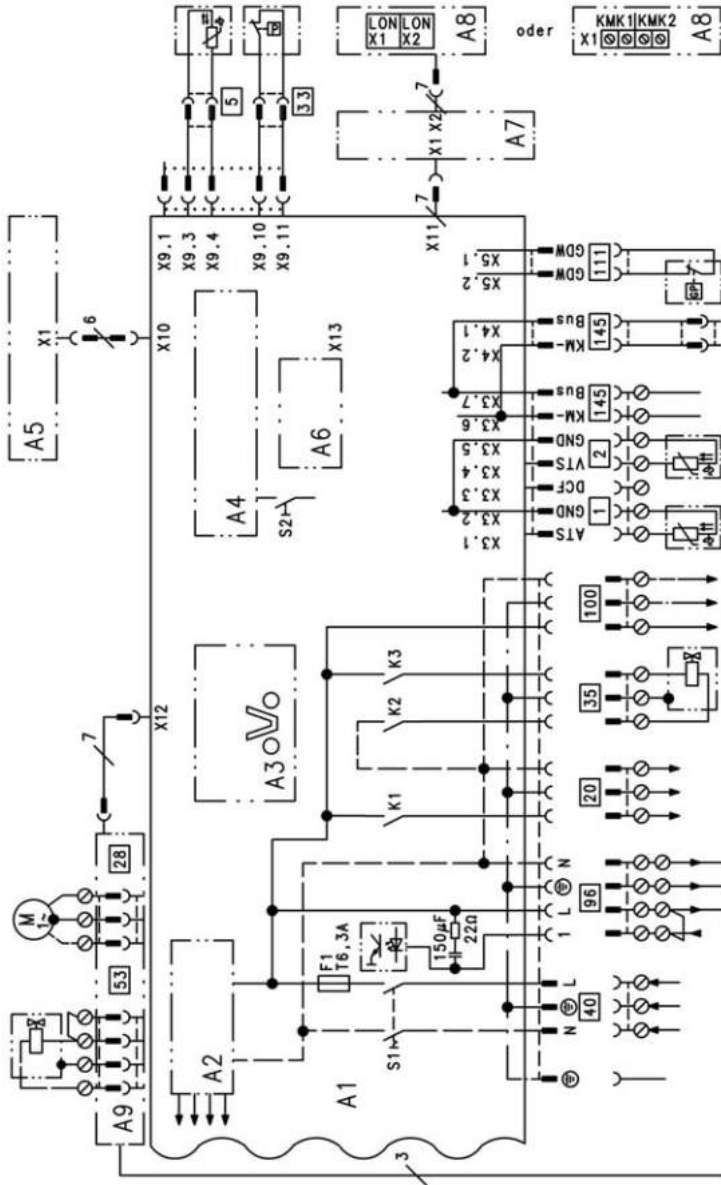 A5
X1
6
X10
5
33
P
X9.1
X9.3
X9.4
X9.10
X9.11
LON LON
X1 X2
A8
oder
KMK1 KMK2
X1
A8
7
X1 X2
A7
7
X11
X12
7
28
M
1~
53
A9
3
A3
A4
S2
A6
X13
A2
A1
F1
T6,3A
S1
150µF
22Ω
K1
K2
K3
X5.1
X5.2
X4.1
X4.2
X3.7
X3.6
X3.5
X3.4
X3.3
X3.2
X3.1
GDW
GDW
Bus
KM-
Bus
KM-
GND
VTS
DCF
GND
ATS
111
145
145
2
1
GP
100
35
20
96
40
N
L
1
L
N